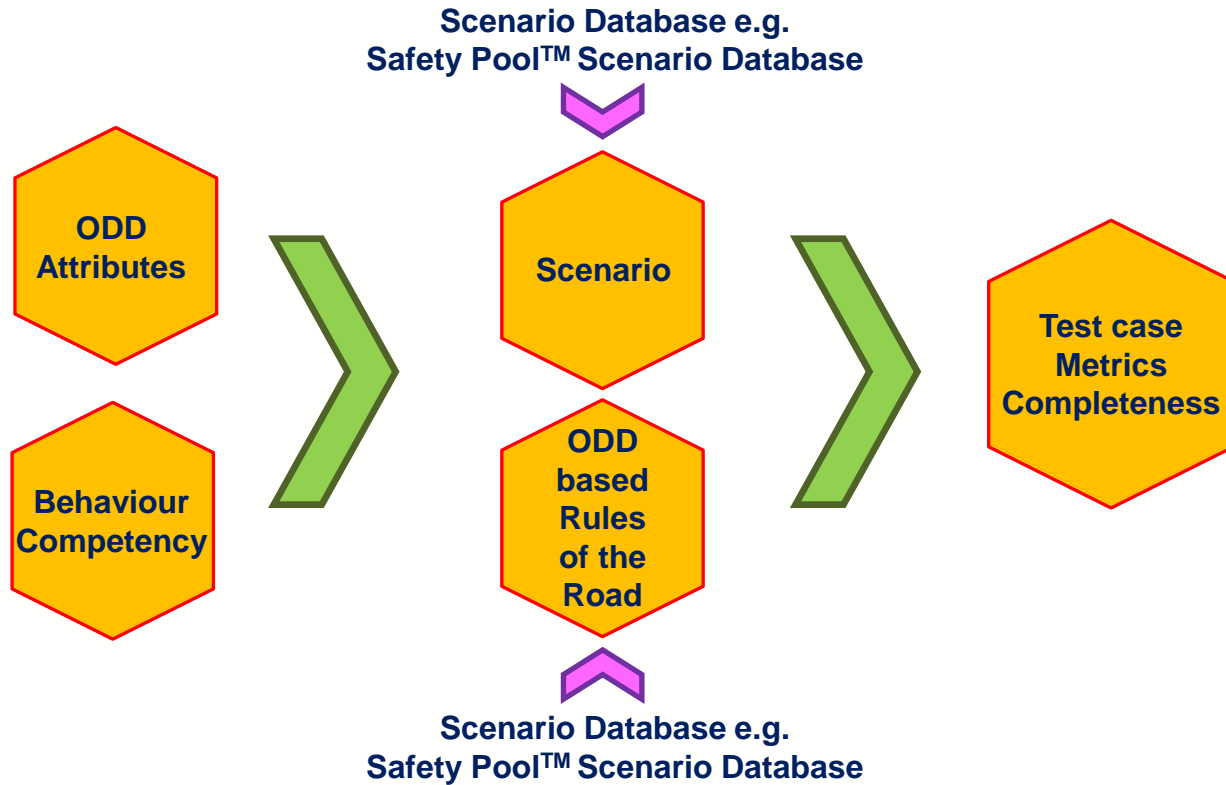 Scenario Database e.g.
Safety Pool™ Scenario Database
ODD
Attributes
Behaviour
Competency
Scenario
ODD
based
Rules
of the
Road
Test case
Metrics
Completeness
Scenario Database e.g.
Safety Pool™ Scenario Database